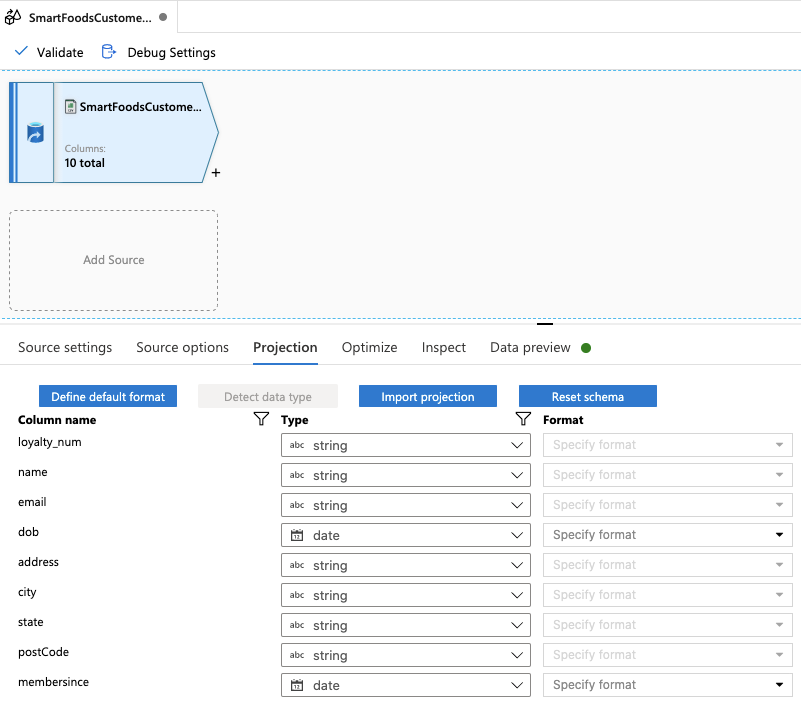 SmartFoodsCustome...
Validate Debug Settings
SmartFoodsCustome...
Columns:
10 total
+
Add Source
Source settings Source options Projection Optimize Inspect Data preview
Define default format Detect data type Import projection Reset schema
Column name Type Format
loyalty_num abc string Specify format
name abc string Specify format
email abc string Specify format
dob date Specify format
address abc string Specify format
city abc string Specify format
state abc string Specify format
postCode abc string Specify format
membersince date Specify format